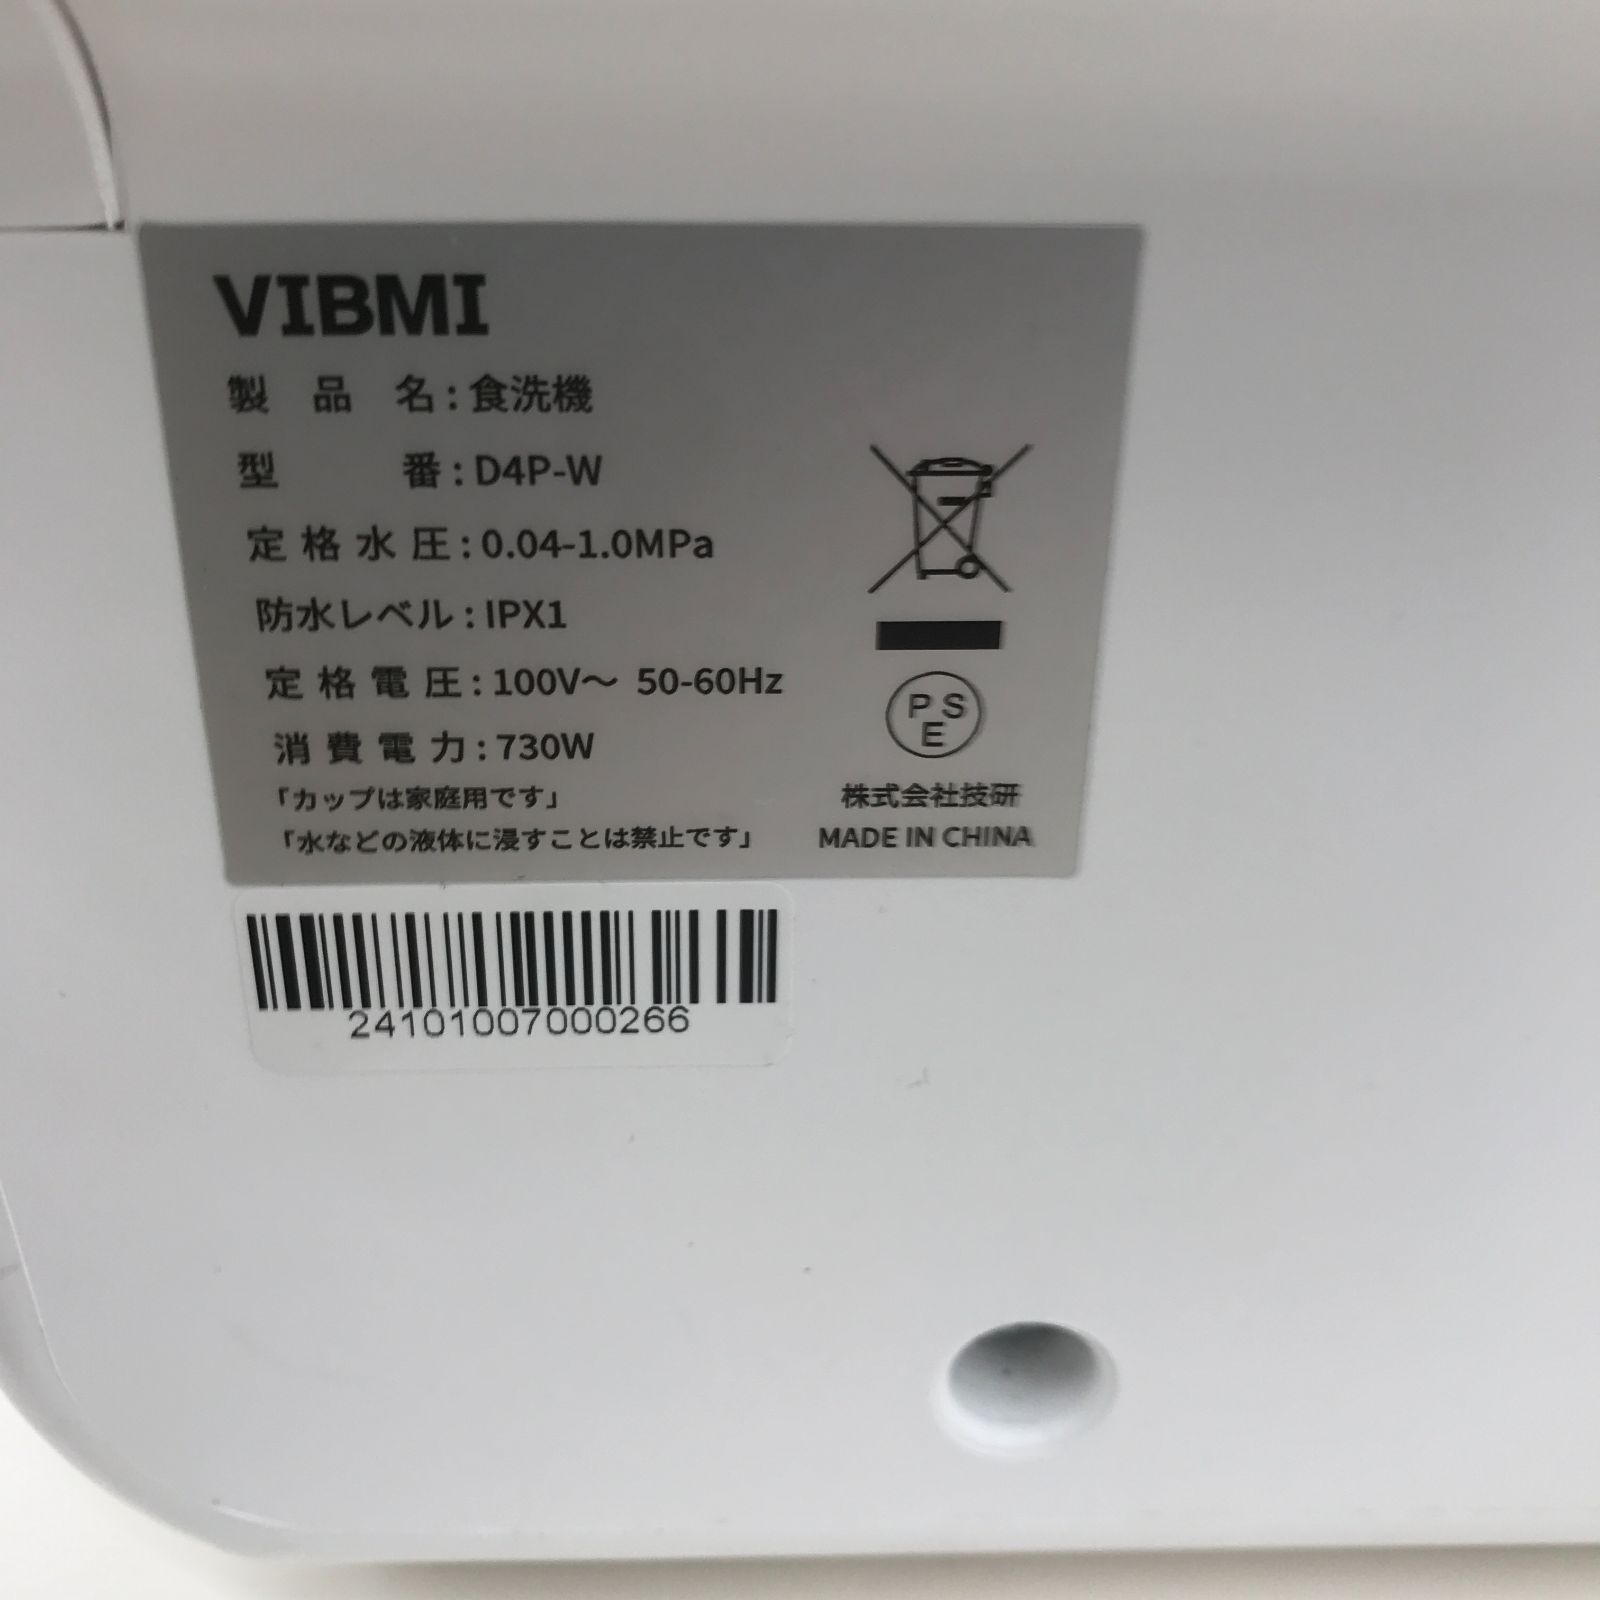 VIBMI
製品名：食洗機
型番：D4P-W
定格水圧：0.04-1.0MPa
防水レベル：IPX1
定格電圧：100V～ 50-60Hz
消費電力：730W
「カップは家庭用です」
「水などの液体に浸すことは禁止です」
PSE
株式会社技研
MADE IN CHINA
24101007000266